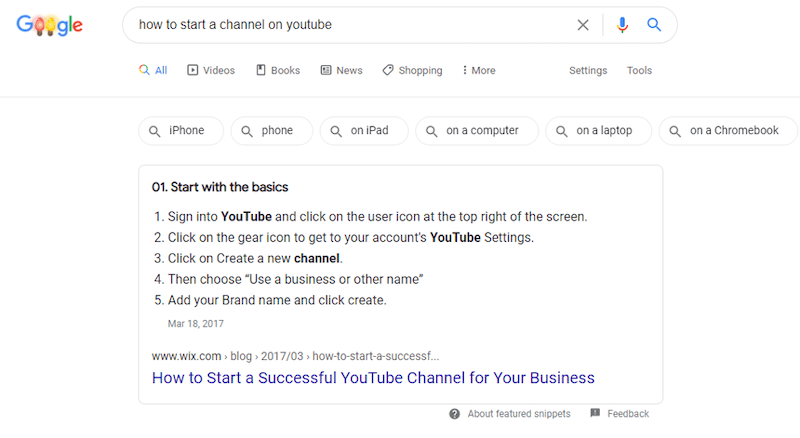 Google
how to start a channel on youtube
All Videos Books News Shopping More Settings Tools
iPhone phone on iPad on a computer on a laptop on a Chromebook
01. Start with the basics
1. Sign into YouTube and click on the user icon at the top right of the screen.
2. Click on the gear icon to get to your account's YouTube Settings.
3. Click on Create a new channel.
4. Then choose “Use a business or other name”
5. Add your Brand name and click create.
Mar 18, 2017
www.wix.com › blog › 2017/03 › how-to-start-a-successf...
How to Start a Successful YouTube Channel for Your Business
About featured snippets Feedback